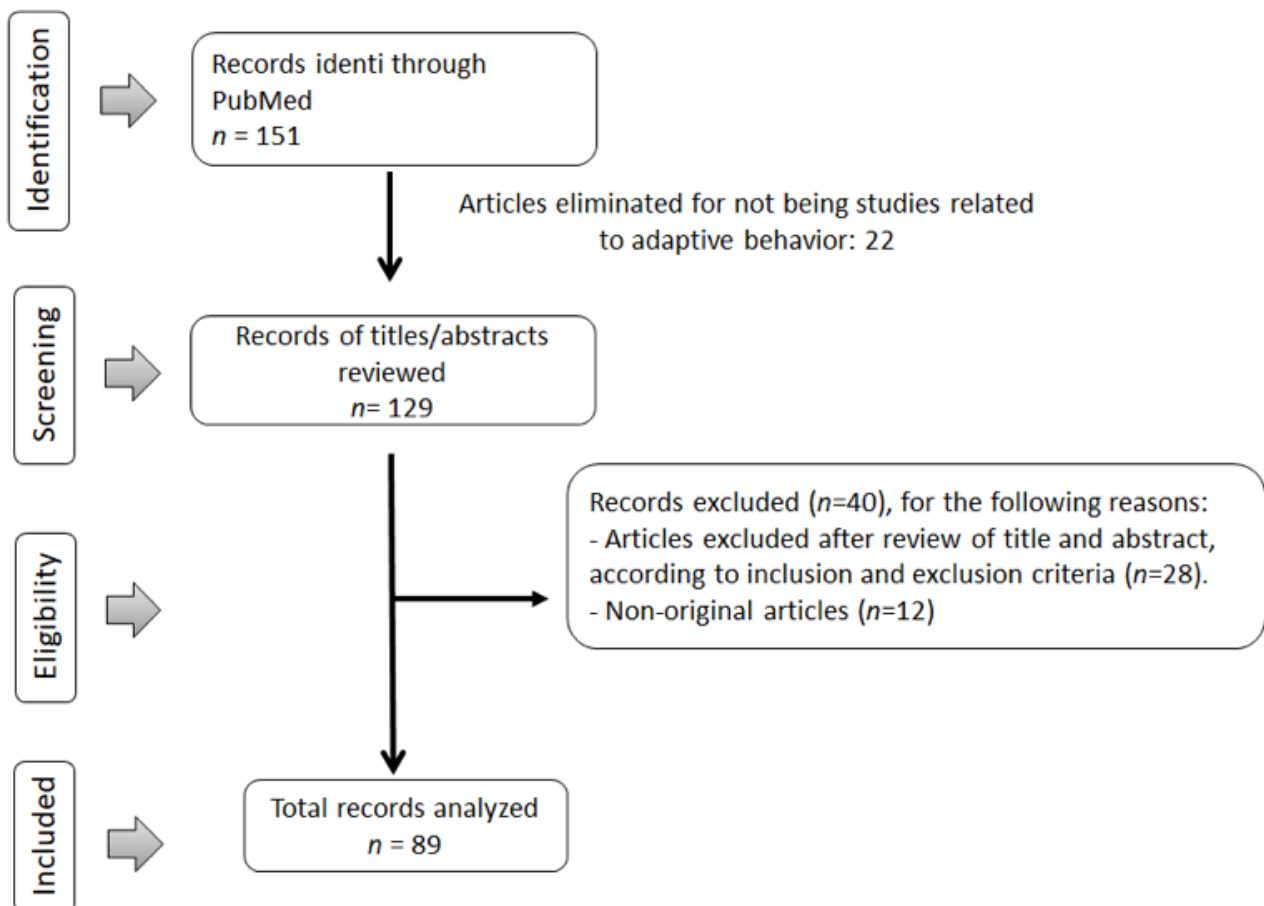 Identification
Records identi through
PubMed
n = 151
Articles eliminated for not being studies related
to adaptive behavior: 22
Screening
Records of titles/abstracts
reviewed
n= 129
Eligibility
Records excluded (n=40), for the following reasons:
- Articles excluded after review of title and abstract,
according to inclusion and exclusion criteria (n=28).
- Non-original articles (n=12)
Included
Total records analyzed
n = 89